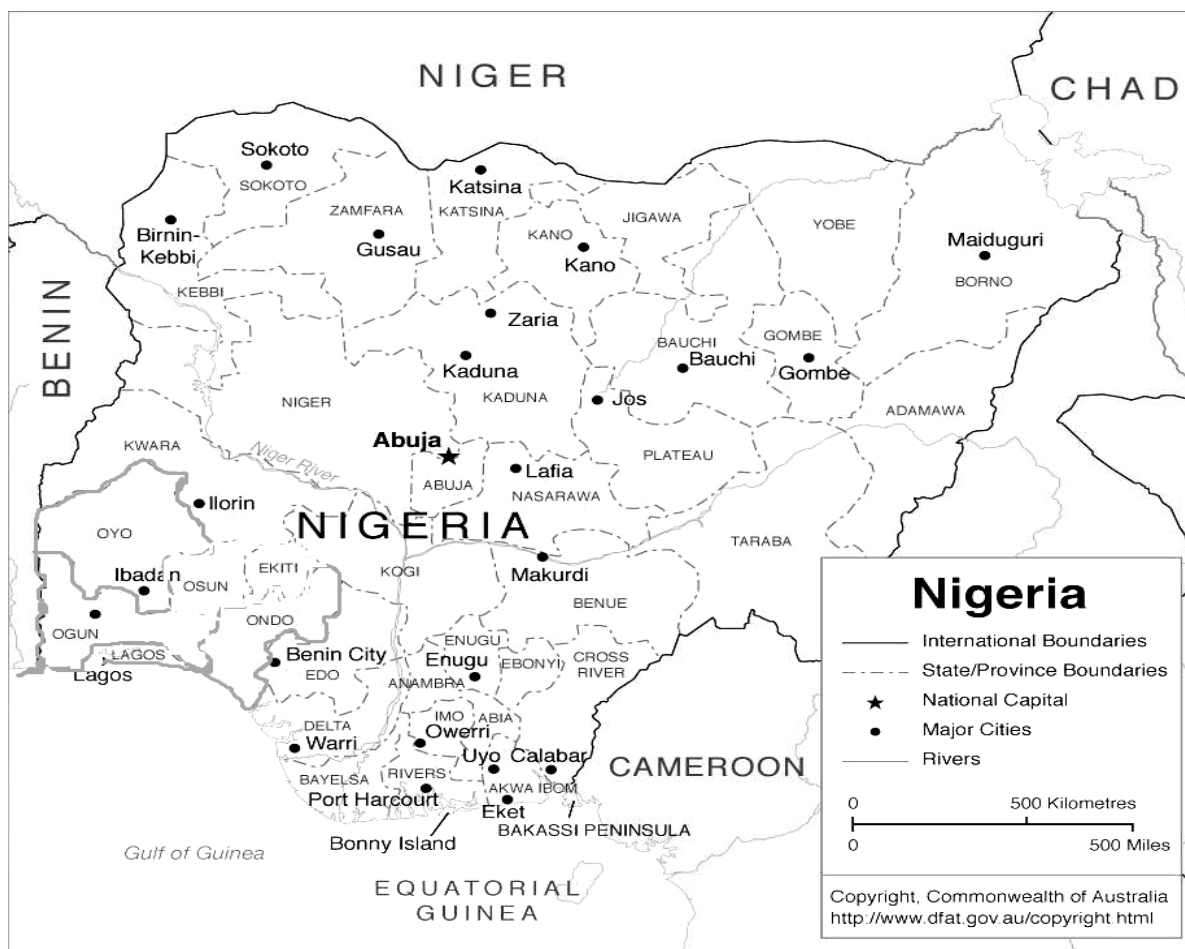 NIGER
CHAD
Sokoto
SOKOTO
Katsina
KATSINA
ZAMFARA
JIGAWA
YOBE
Birnin-
Kebbi
Gusau
KANO
Kano
Maiduguri
BORNO
KEBBI
BENIN
Zaria
GOMBE
BAUCHI
Bauchi
Gombe
Kaduna
KADUNA
Jos
NIGER
ADAMAWA
KWARA
Abuja
Niger River
PLATEAU
Lafia
ABUJA
NASARAWA
Ilorin
NIGERIA
OYO
TARABA
Ibadan
OSUN
EKITI
KOGI
Makurdi
BENUE
OGUN
ONDO
LAGOS
Lagos
Benin City
EDO
ENUGU
Enugu
EBONYI
CROSS
RIVER
ANAMBRA
DELTA
Warri
IMO
ABIA
Owerri
Uyo
Calabar
CAMEROON
BAYELSA
RIVERS
AKWA IBOM
Port Harcourt
Eket
BAKASSI PENINSULA
Bonny Island
Gulf of Guinea
EQUATORIAL
GUINEA
Nigeria
International Boundaries
State/Province Boundaries
National Capital
Major Cities
Rivers
0 500 Kilometres
0 500 Miles
Copyright, Commonwealth of Australia
http://www.dfat.gov.au/copyright.html